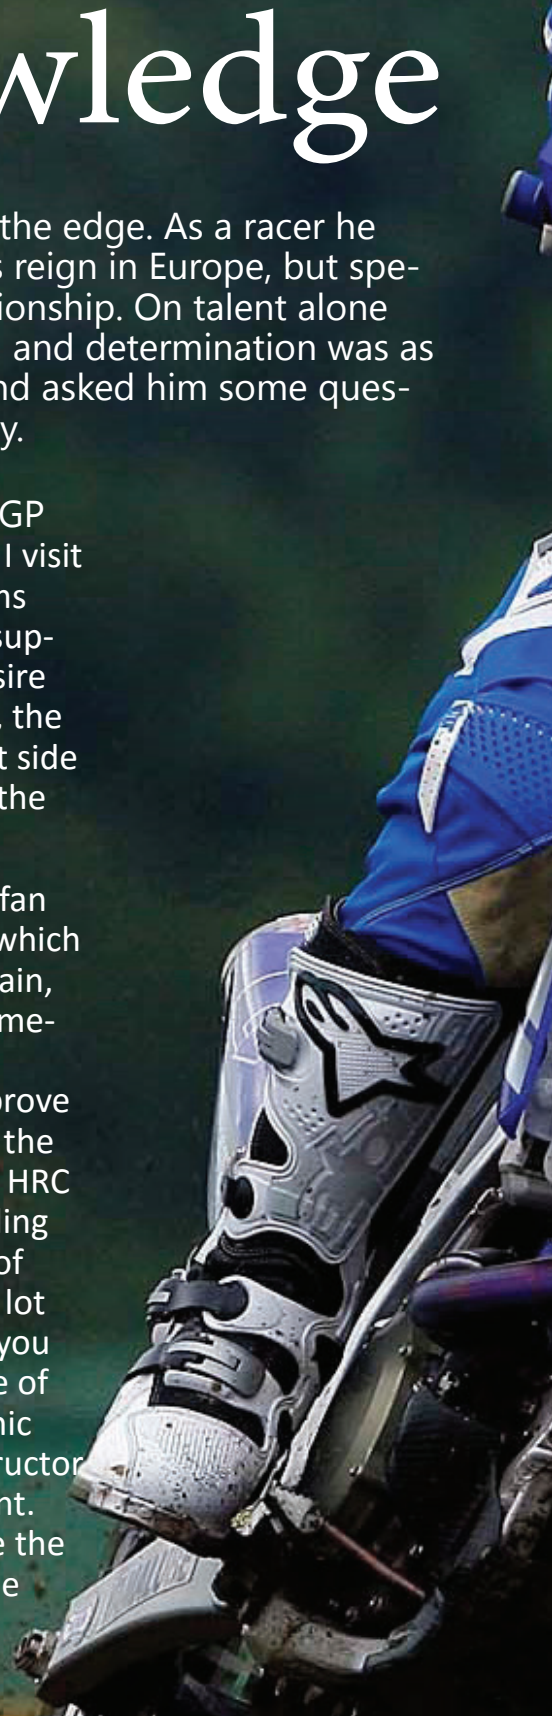 wledge
the edge. As a racer he
s reign in Europe, but spe-
ionship. On talent alone
and determination was as
nd asked him some ques-
y.
GP
I visit
ns
sup-
sire
, the
t side
the
fan
which
ain,
me-
prove
the
HRC
ling
of
lot
you
e of
nic
ructor
nt.
e the
e